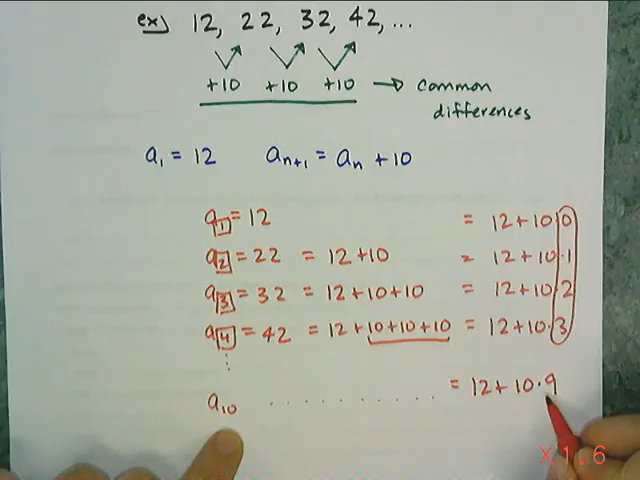 ex) 12, 22, 32, 42, ...
+10 +10 +10 → common
differences
a₁ = 12 aₙ₊₁ = aₙ + 10
a₁ = 12 = 12 + 10·0
a₂ = 22 = 12 + 10 = 12 + 10·1
a₃ = 32 = 12 + 10 + 10 = 12 + 10·2
a₄ = 42 = 12 + 10 + 10 + 10 = 12 + 10·3
⋮
a₁₀ . . . . . . . . . . = 12 + 10·9
×1.6